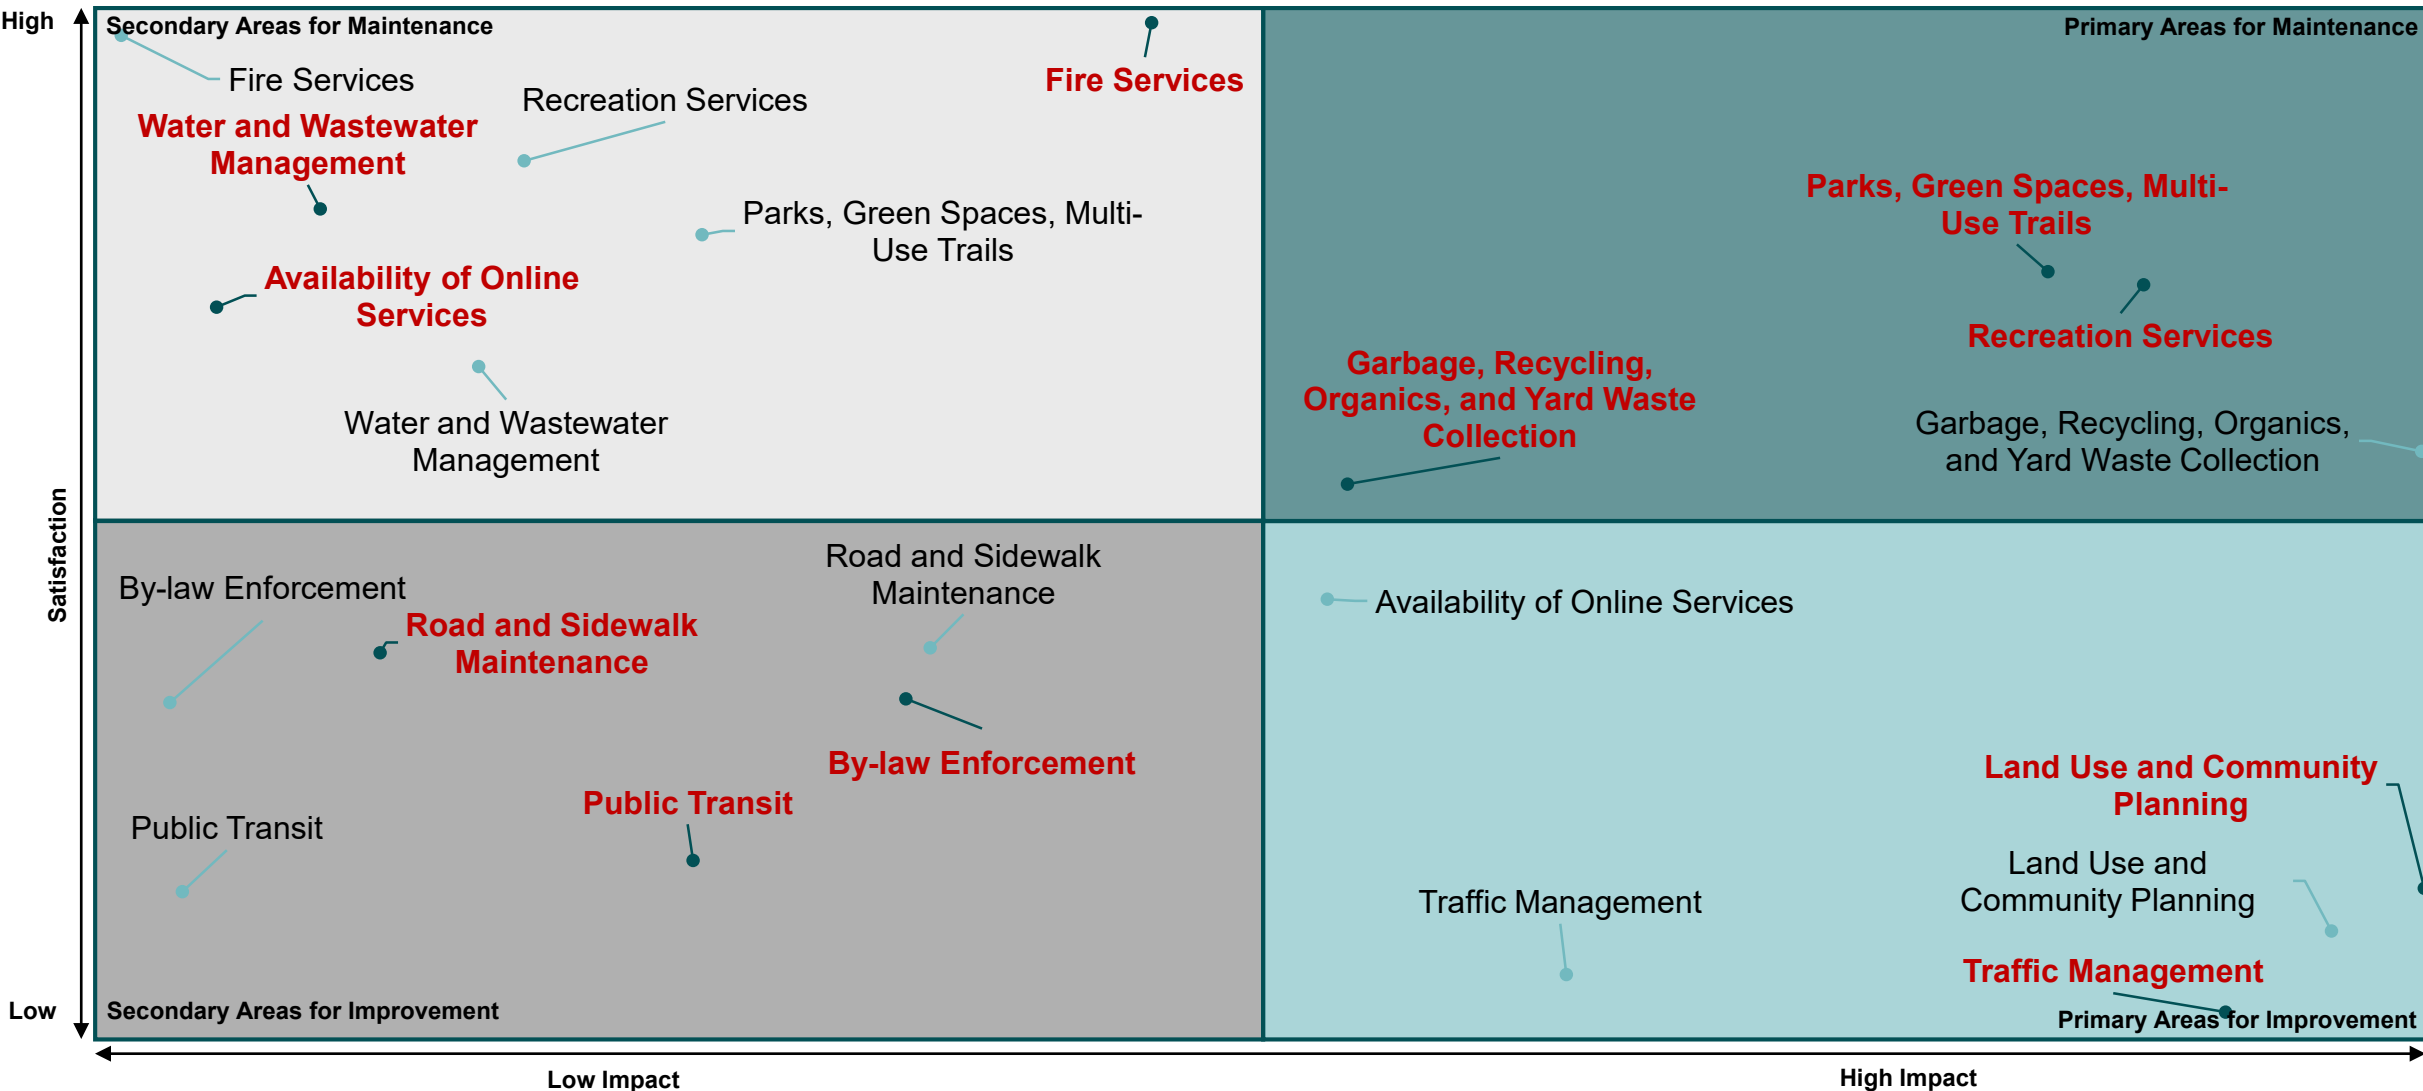 High
Secondary Areas for Maintenance
Primary Areas for Maintenance
Fire Services
Fire Services
Recreation Services
Water and Wastewater
Management
Parks, Green Spaces, Multi-
Use Trails
Parks, Green Spaces, Multi-
Use Trails
Availability of Online
Services
Recreation Services
Garbage, Recycling,
Organics, and Yard Waste
Collection
Water and Wastewater
Management
Garbage, Recycling, Organics,
and Yard Waste Collection
Satisfaction
By-law Enforcement
Road and Sidewalk
Maintenance
Road and Sidewalk
Maintenance
Availability of Online Services
By-law Enforcement
Land Use and Community
Planning
Public Transit
Public Transit
Land Use and
Community Planning
Traffic Management
Traffic Management
Low
Secondary Areas for Improvement
Primary Areas for Improvement
Low Impact
High Impact